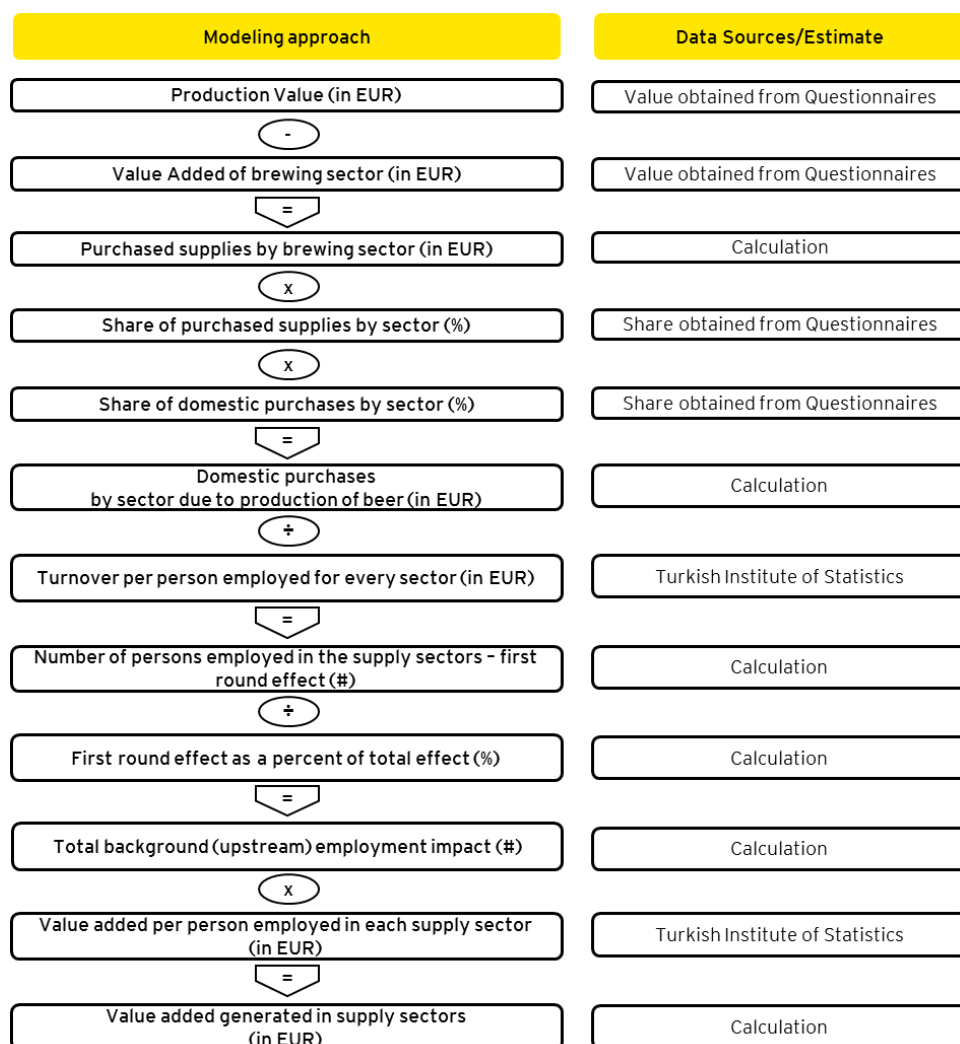 Modeling approach
Data Sources/Estimate
Production Value (in EUR)
Value obtained from Questionnaires
-
Value Added of brewing sector (in EUR)
Value obtained from Questionnaires
=
Purchased supplies by brewing sector (in EUR)
Calculation
x
Share of purchased supplies by sector (%)
Share obtained from Questionnaires
x
Share of domestic purchases by sector (%)
Share obtained from Questionnaires
=
Domestic purchases
by sector due to production of beer (in EUR)
Calculation
÷
Turnover per person employed for every sector (in EUR)
Turkish Institute of Statistics
=
Number of persons employed in the supply sectors – first
round effect (#)
Calculation
÷
First round effect as a percent of total effect (%)
Calculation
=
Total background (upstream) employment impact (#)
Calculation
x
Value added per person employed in each supply sector
(in EUR)
Turkish Institute of Statistics
=
Value added generated in supply sectors
(in EUR)
Calculation